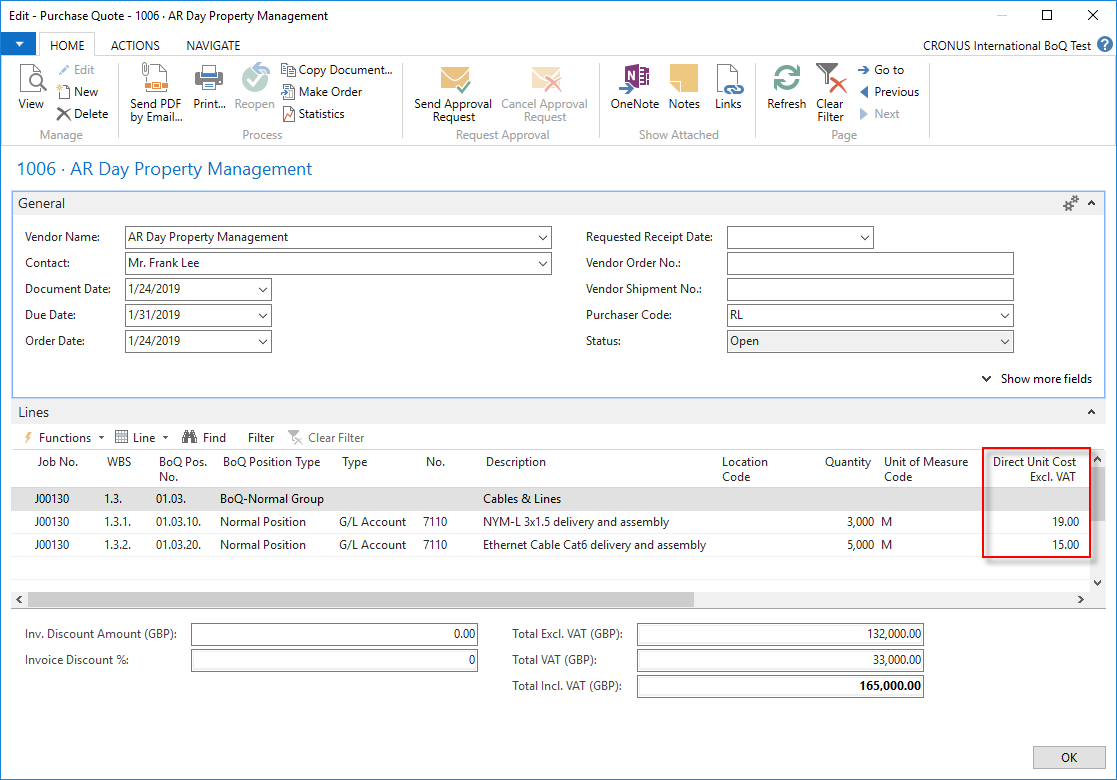 Edit - Purchase Quote - 1006 · AR Day Property Management
HOME ACTIONS NAVIGATE CRONUS International BoQ Test ?
View
Edit
New
Delete
Manage
Send PDF by Email...
Print...
Reopen
Copy Document...
Make Order
Statistics
Process
Send Approval Request
Cancel Approval Request
Request Approval
OneNote
Notes
Links
Show Attached
Refresh
Clear Filter
Go to
Previous
Next
Page
1006 · AR Day Property Management
General
Vendor Name: AR Day Property Management
Contact: Mr. Frank Lee
Document Date: 1/24/2019
Due Date: 1/31/2019
Order Date: 1/24/2019
Requested Receipt Date:
Vendor Order No.:
Vendor Shipment No.:
Purchaser Code: RL
Status: Open
Show more fields
Lines
Functions Line Find Filter Clear Filter
Job No. WBS BoQ Pos. No. BoQ Position Type Type No. Description Location Code Quantity Unit of Measure Code Direct Unit Cost Excl. VAT
J00130 1.3. 01.03. BoQ-Normal Group Cables & Lines
J00130 1.3.1. 01.03.10. Normal Position G/L Account 7110 NYM-L 3x1.5 delivery and assembly 3,000 M 19.00
J00130 1.3.2. 01.03.20. Normal Position G/L Account 7110 Ethernet Cable Cat6 delivery and assembly 5,000 M 15.00
Inv. Discount Amount (GBP): 0.00
Invoice Discount %: 0
Total Excl. VAT (GBP): 132,000.00
Total VAT (GBP): 33,000.00
Total Incl. VAT (GBP): 165,000.00
OK